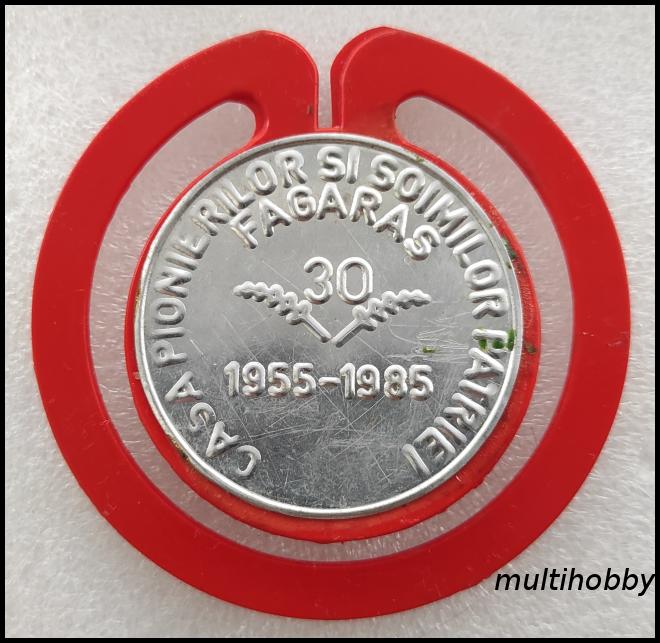 CASA PIONIERILOR SI SOIMILOR PATRIEI
FAGARAS
30
1955-1985
multihobby